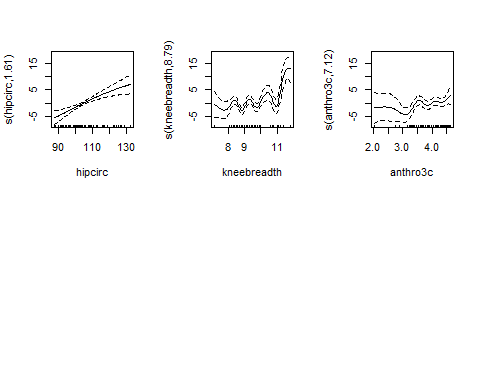 s(hipcirc,1.61)
-5 5 15
90 110 130
hipcirc
s(kneebreadth,8.79)
-5 5 15
8 9 11
kneebreadth
s(anthro3c,7.12)
-5 5 15
2.0 3.0 4.0
anthro3c